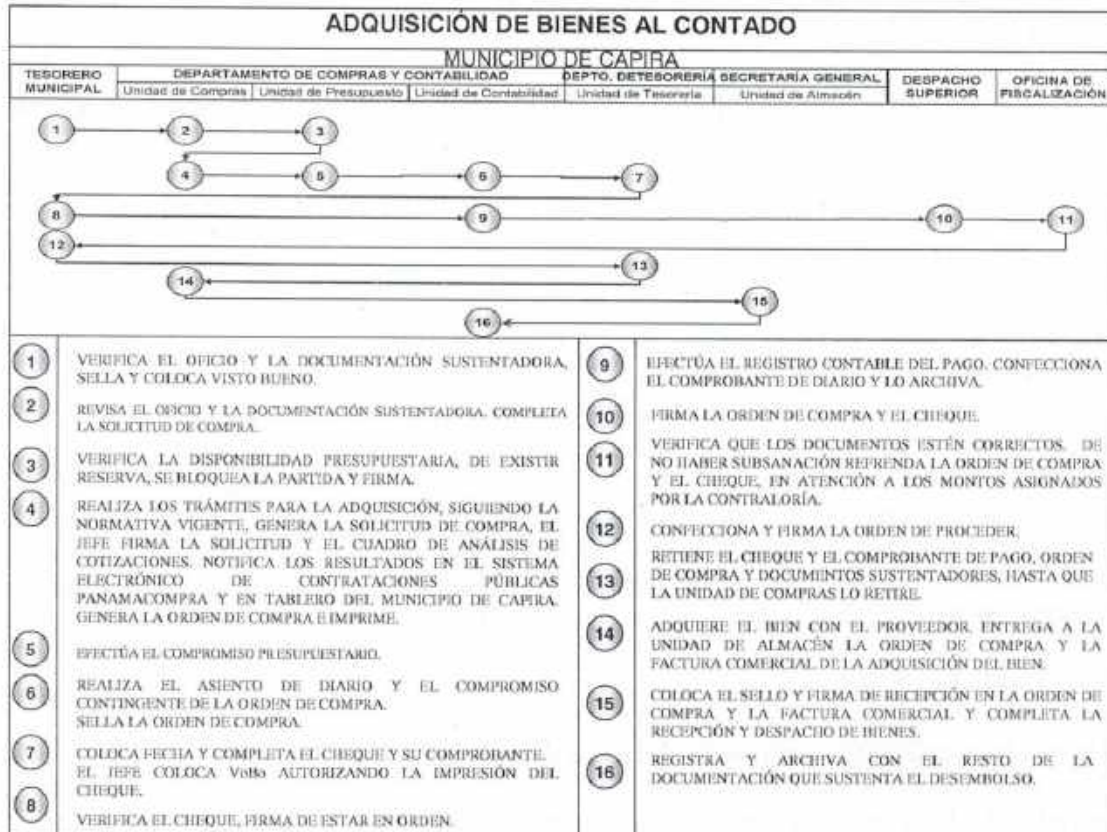 ADQUISICIÓN DE BIENES AL CONTADO
MUNICIPIO DE CAPIRA
TESORERO MUNICIPAL
DEPARTAMENTO DE COMPRAS Y CONTABILIDAD
DEPTO. DETESORERÍA
SECRETARÍA GENERAL
DESPACHO SUPERIOR
OFICINA DE FISCALIZACIÓN
Unidad de Compras
Unidad de Presupuesto
Unidad de Contabilidad
Unidad de Tesorería
Unidad de Almacén
1 2 3
4 5 6 7
8 9 10 11
12
13
14
15
16
1
VERIFICA EL OFICIO Y LA DOCUMENTACIÓN SUSTENTADORA,
SELLA Y COLOCA VISTO BUENO.
2
REVISA EL OFICIO Y LA DOCUMENTACIÓN SUSTENTADORA. COMPLETA
LA SOLICITUD DE COMPRA.
3
VERIFICA LA DISPONIBILIDAD PRESUPUESTARIA, DE EXISTIR
RESERVA, SE BLOQUEA LA PARTIDA Y FIRMA.
4
REALIZA LOS TRÁMITES PARA LA ADQUISICIÓN, SIGUIENDO LA
NORMATIVA VIGENTE, GENERA LA SOLICITUD DE COMPRA, EL
JEFE FIRMA LA SOLICITUD Y EL CUADRO DE ANÁLISIS DE
COTIZACIONES. NOTIFICA LOS RESULTADOS EN EL SISTEMA
ELECTRÓNICO DE CONTRATACIONES PÚBLICAS
PANAMACOMPRA Y EN TABLERO DEL MUNICIPIO DE CAPIRA.
GENERA LA ORDEN DE COMPRA E IMPRIME.
5
EFECTÚA EL COMPROMISO PRESUPUESTARIO.
6
REALIZA EL ASIENTO DE DIARIO Y EL COMPROMISO
CONTINGENTE DE LA ORDEN DE COMPRA.
SELLA LA ORDEN DE COMPRA.
7
COLOCA FECHA Y COMPLETA EL CHEQUE Y SU COMPROBANTE.
EL JEFE COLOCA VoBo AUTORIZANDO LA IMPRESIÓN DEL
CHEQUE.
8
VERIFICA EL CHEQUE, FIRMA DE ESTAR EN ORDEN.
9
EFECTÚA EL REGISTRO CONTABLE DEL PAGO. CONFECCIONA
EL COMPROBANTE DE DIARIO Y LO ARCHIVA.
10
FIRMA LA ORDEN DE COMPRA Y EL CHEQUE.
11
VERIFICA QUE LOS DOCUMENTOS ESTÉN CORRECTOS. DE
NO HABER SUBSANACIÓN REFRENDA LA ORDEN DE COMPRA
Y EL CHEQUE, EN ATENCIÓN A LOS MONTOS ASIGNADOS
POR LA CONTRALORÍA.
12
CONFECCIONA Y FIRMA LA ORDEN DE PROCEDER.
13
RETIENE EL CHEQUE Y EL COMPROBANTE DE PAGO, ORDEN
DE COMPRA Y DOCUMENTOS SUSTENTADORES, HASTA QUE
LA UNIDAD DE COMPRAS LO RETIRE.
14
ADQUIERE EL BIEN CON EL PROVEEDOR, ENTREGA A LA
UNIDAD DE ALMACÉN LA ORDEN DE COMPRA Y LA
FACTURA COMERCIAL DE LA ADQUISICIÓN DEL BIEN.
15
COLOCA EL SELLO Y FIRMA DE RECEPCIÓN EN LA ORDEN DE
COMPRA Y LA FACTURA COMERCIAL Y COMPLETA LA
RECEPCIÓN Y DESPACHO DE BIENES.
16
REGISTRA Y ARCHIVA CON EL RESTO DE LA
DOCUMENTACIÓN QUE SUSTENTA EL DESEMBOLSO.